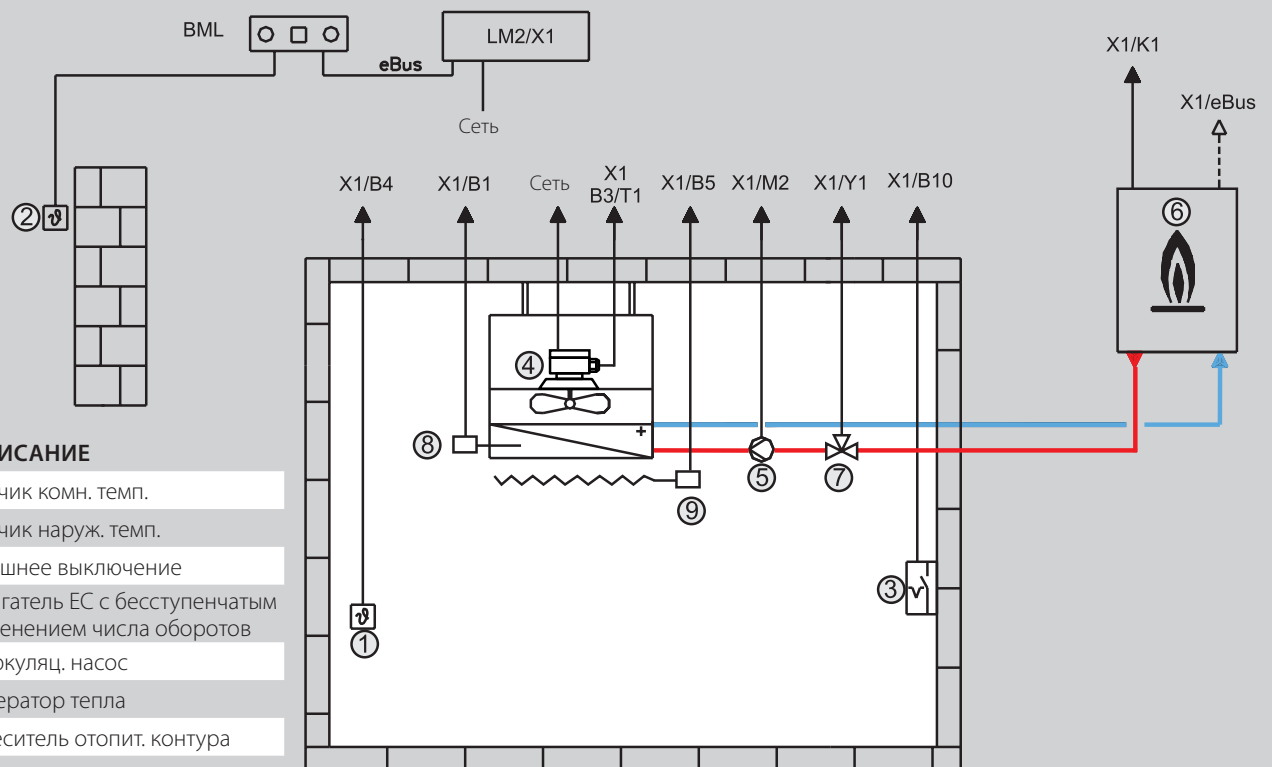 BML
LM2/X1
eBus
Сеть
X1/K1
X1/eBus
X1/B4
X1/B1
Сеть
X1
B3/T1
X1/B5
X1/M2
X1/Y1
X1/B10
2
6
4
8
5
7
9
3
1
+
ИСАНИЕ
чик комн. темп.
чик наруж. темп.
шнее выключение
гатель ЕС с бесступенчатым
енением числа оборотов
ркуляц. насос
ератор тепла
еситель отопит. контура